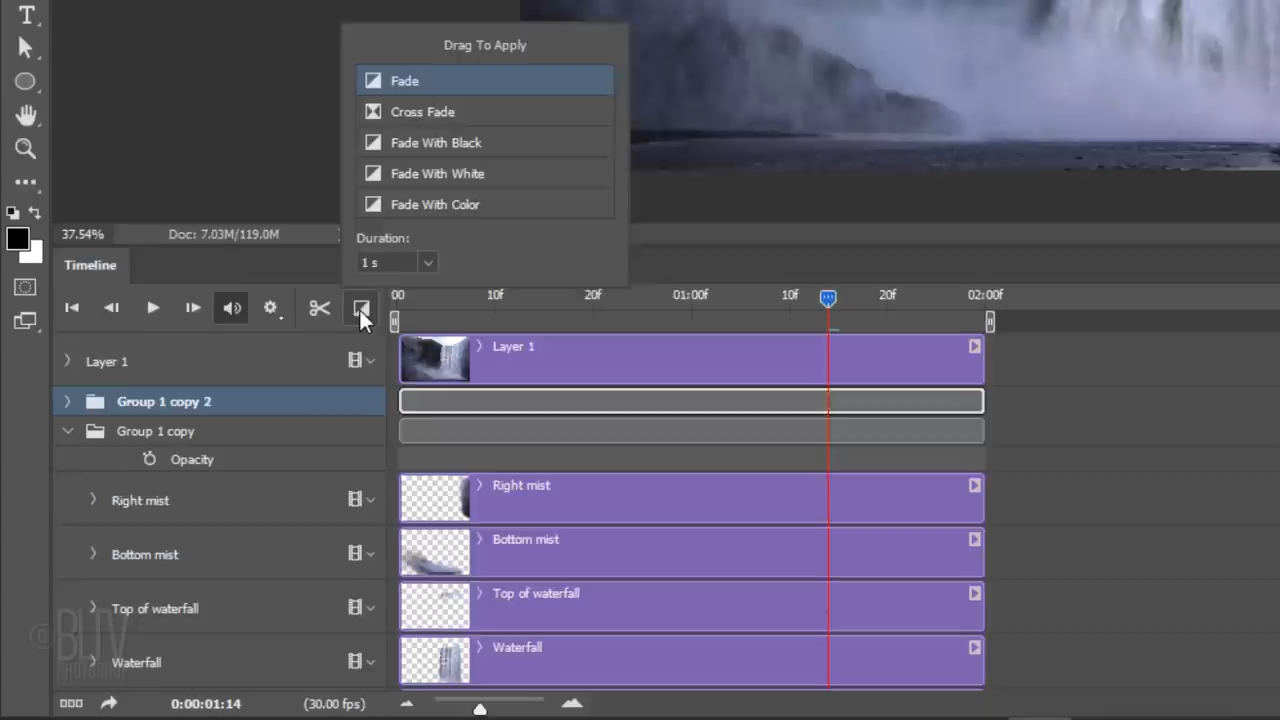 Drag To Apply
Fade
Cross Fade
Fade With Black
Fade With White
Fade With Color
Duration:
1 s
37.54%
Doc: 7.03M/119.0M
Timeline
00
10f
20f
01:00f
10f
20f
02:00f
Layer 1
Layer 1
Group 1 copy 2
Group 1 copy
Opacity
Right mist
Right mist
Bottom mist
Bottom mist
Top of waterfall
Top of waterfall
Waterfall
Waterfall
© BLTV
PHOTOSHOP
0:00:01:14
(30.00 fps)